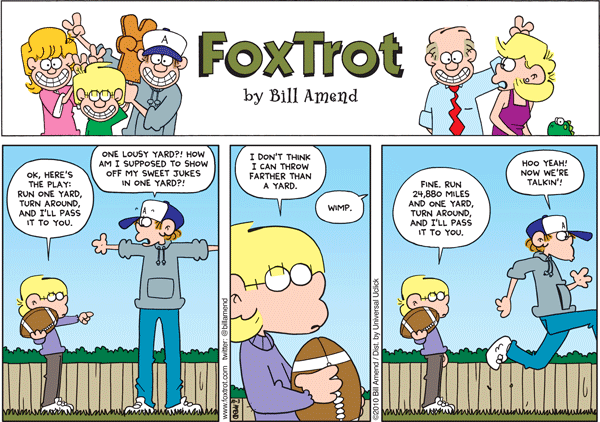 FoxTrot
by Bill Amend
A
OK, HERE'S
THE PLAY:
RUN ONE YARD,
TURN AROUND,
AND I'LL PASS
IT TO YOU.
ONE LOUSY YARD?! HOW
AM I SUPPOSED TO SHOW
OFF MY SWEET JUKES
IN ONE YARD?!
A
I DON'T THINK
I CAN THROW
FARTHER THAN
A YARD.
WIMP.
www.foxtrot.com twitter: @billamend
©2010 Bill Amend / Dist. by Universal Uclick
FINE. RUN
24,880 MILES
AND ONE YARD,
TURN AROUND,
AND I'LL PASS
IT TO YOU.
HOO YEAH!
NOW WE'RE
TALKIN'!
A